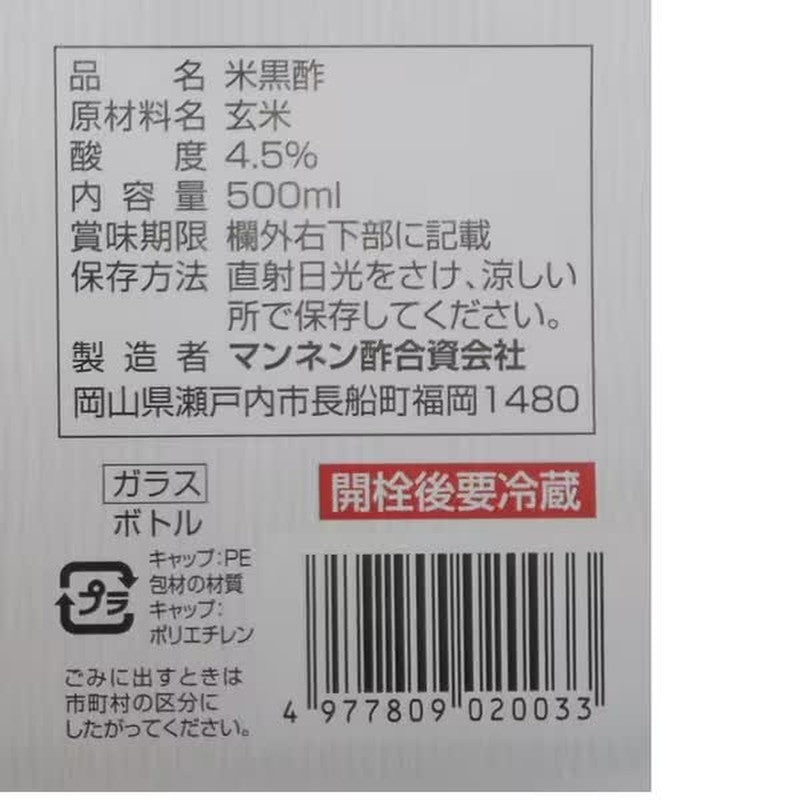 品名 米黒酢
原材料名 玄米
酸度 4.5%
内容量 500ml
賞味期限 欄外右下部に記載
保存方法 直射日光をさけ、涼しい
所で保存してください。
製造者 マンネン酢合資会社
岡山県瀬戸内市長船町福岡1480
ガラス
ボトル
開栓後要冷蔵
プラ
キャップ:PE
包材の材質
キャップ:
ポリエチレン
ごみに出すときは
市町村の区分に
したがってください。
4 977809 020033